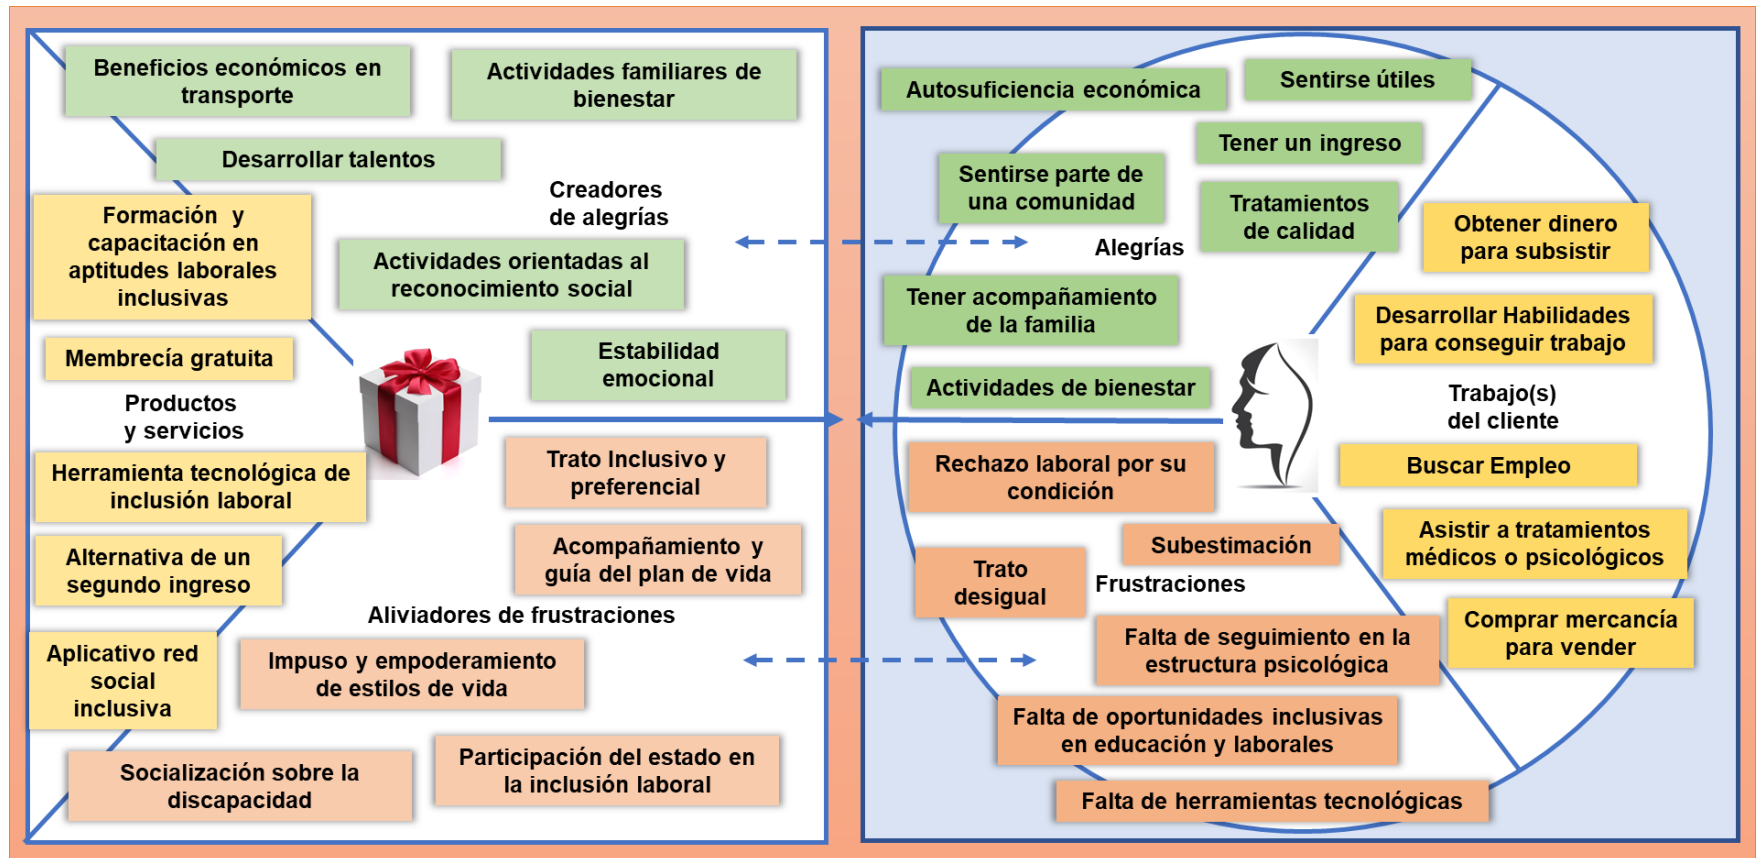 Beneficios económicos en
transporte
Actividades familiares de
bienestar
Desarrollar talentos
Creadores
de alegrías
Formación y
capacitación en
aptitudes laborales
inclusivas
Actividades orientadas al
reconocimiento social
Membrecía gratuita
Estabilidad
emocional
Productos
y servicios
Herramienta tecnológica de
inclusión laboral
Trato Inclusivo y
preferencial
Alternativa de un
segundo ingreso
Acompañamiento y
guía del plan de vida
Aliviadores de frustraciones
Aplicativo red
social
inclusiva
Impuso y empoderamiento
de estilos de vida
Socialización sobre la
discapacidad
Participación del estado en
la inclusión laboral
Autosuficiencia económica
Sentirse útiles
Tener un ingreso
Sentirse parte de
una comunidad
Tratamientos
de calidad
Alegrías
Obtener dinero
para subsistir
Tener acompañamiento
de la familia
Desarrollar Habilidades
para conseguir trabajo
Actividades de bienestar
Trabajo(s)
del cliente
Rechazo laboral por su
condición
Buscar Empleo
Subestimación
Asistir a tratamientos
médicos o psicológicos
Trato
desigual
Frustraciones
Falta de seguimiento en la
estructura psicológica
Comprar mercancía
para vender
Falta de oportunidades inclusivas
en educación y laborales
Falta de herramientas tecnológicas